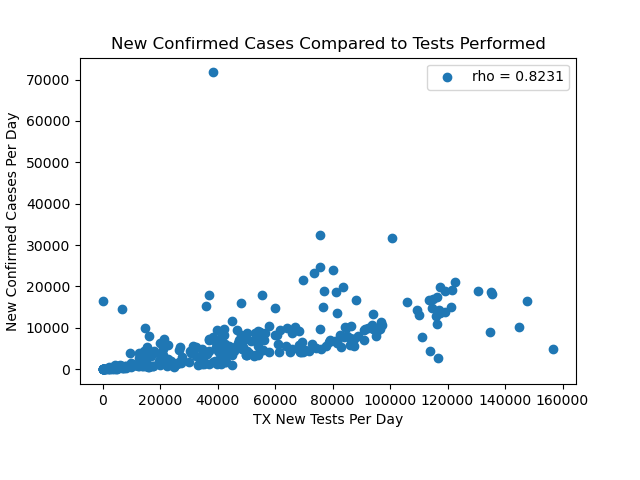 New Confirmed Cases Compared to Tests Performed
rho = 0.8231
New Confirmed Caeses Per Day
70000
60000
50000
40000
30000
20000
10000
0
0 20000 40000 60000 80000 100000 120000 140000 160000
TX New Tests Per Day